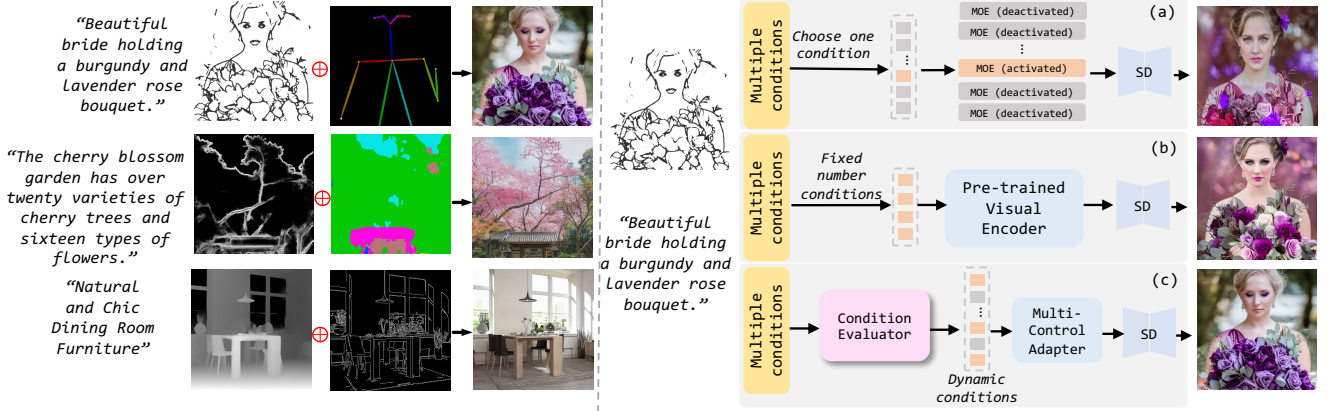 “Beautiful
bride holding
a burgundy and
lavender rose
bouquet.”
“The cherry blossom
garden has over
twenty varieties of
cherry trees and
sixteen types of
flowers.”
“Natural
and Chic
Dining Room
Furniture”
“Beautiful
bride holding
a burgundy and
lavender rose
bouquet.”
Multiple
conditions
Choose one
condition
MOE (deactivated)
MOE (deactivated)
⋮
MOE (activated)
MOE (deactivated)
MOE (deactivated)
SD
(a)
Multiple
conditions
Fixed
number
conditions
Pre-trained
Visual
Encoder
SD
(b)
Multiple
conditions
Condition
Evaluator
Dynamic
conditions
Multi-
Control
Adapter
SD
(c)